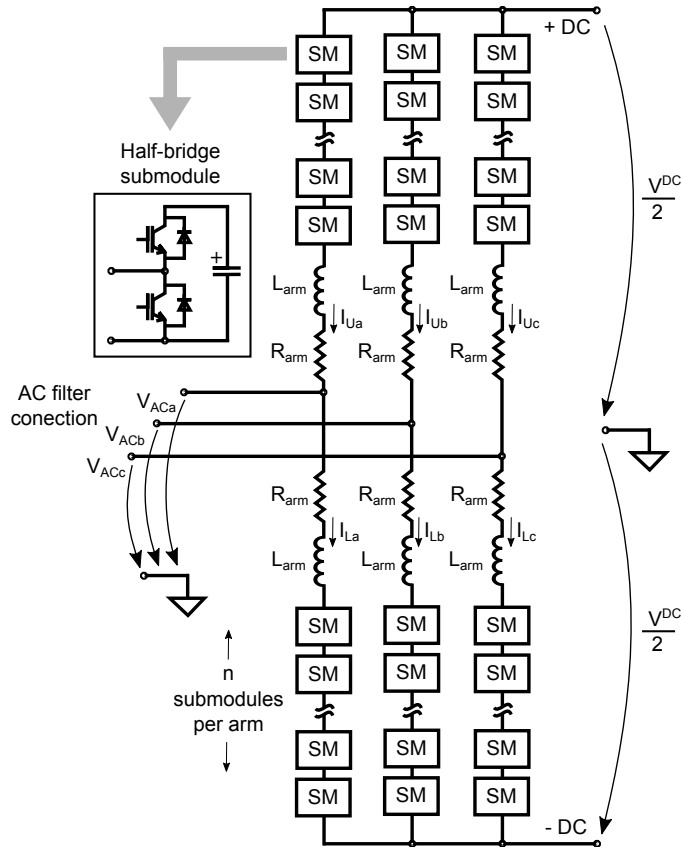 + DC
SM SM SM
SM SM SM
SM SM SM
SM SM SM
Half-bridge
submodule
+
V^DC
2
L_arm L_arm L_arm
I_Ua I_Ub I_Uc
R_arm R_arm R_arm
AC filter
conection
V_ACa
V_ACb
V_ACc
R_arm R_arm R_arm
I_La I_Lb I_Lc
L_arm L_arm L_arm
V^DC
2
SM SM SM
SM SM SM
n
submodules
per arm
SM SM SM
SM SM SM
- DC